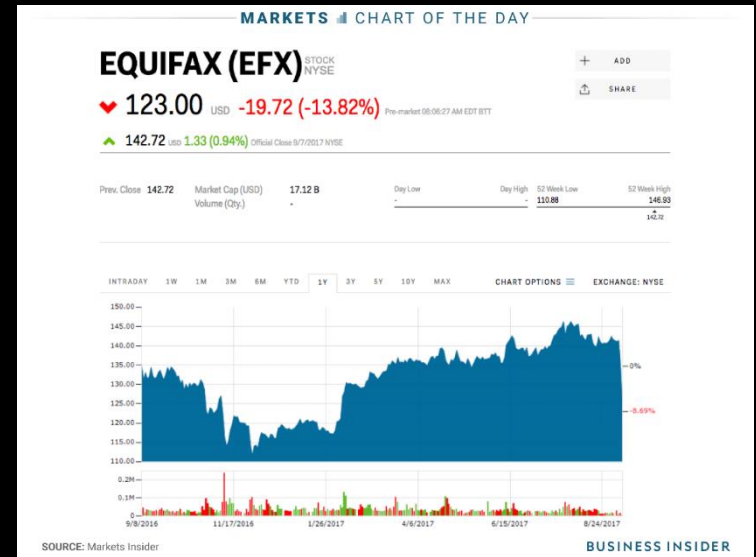 MARKETS CHART OF THE DAY
EQUIFAX (EFX) STOCK NYSE
+ ADD
SHARE
123.00 USD -19.72 (-13.82%) Pre-market 08:06:27 AM EDT BTT
142.72 USD 1.33 (0.94%) Official Close 9/7/2017 NYSE
Prev. Close 142.72 Market Cap (USD) 17.12 B Day Low Day High 52 Week Low 52 Week High
Volume (Qty.) - - - 110.88 146.93
142.72
INTRADAY 1W 1M 3M 6M YTD 1Y 3Y 5Y 10Y MAX CHART OPTIONS EXCHANGE: NYSE
150.00
145.00
140.00
135.00
0%
130.00
125.00
-8.69%
120.00
115.00
110.00
0.2M
0.1M
0
9/8/2016 11/17/2016 1/26/2017 4/6/2017 6/15/2017 8/24/2017
SOURCE: Markets Insider BUSINESS INSIDER